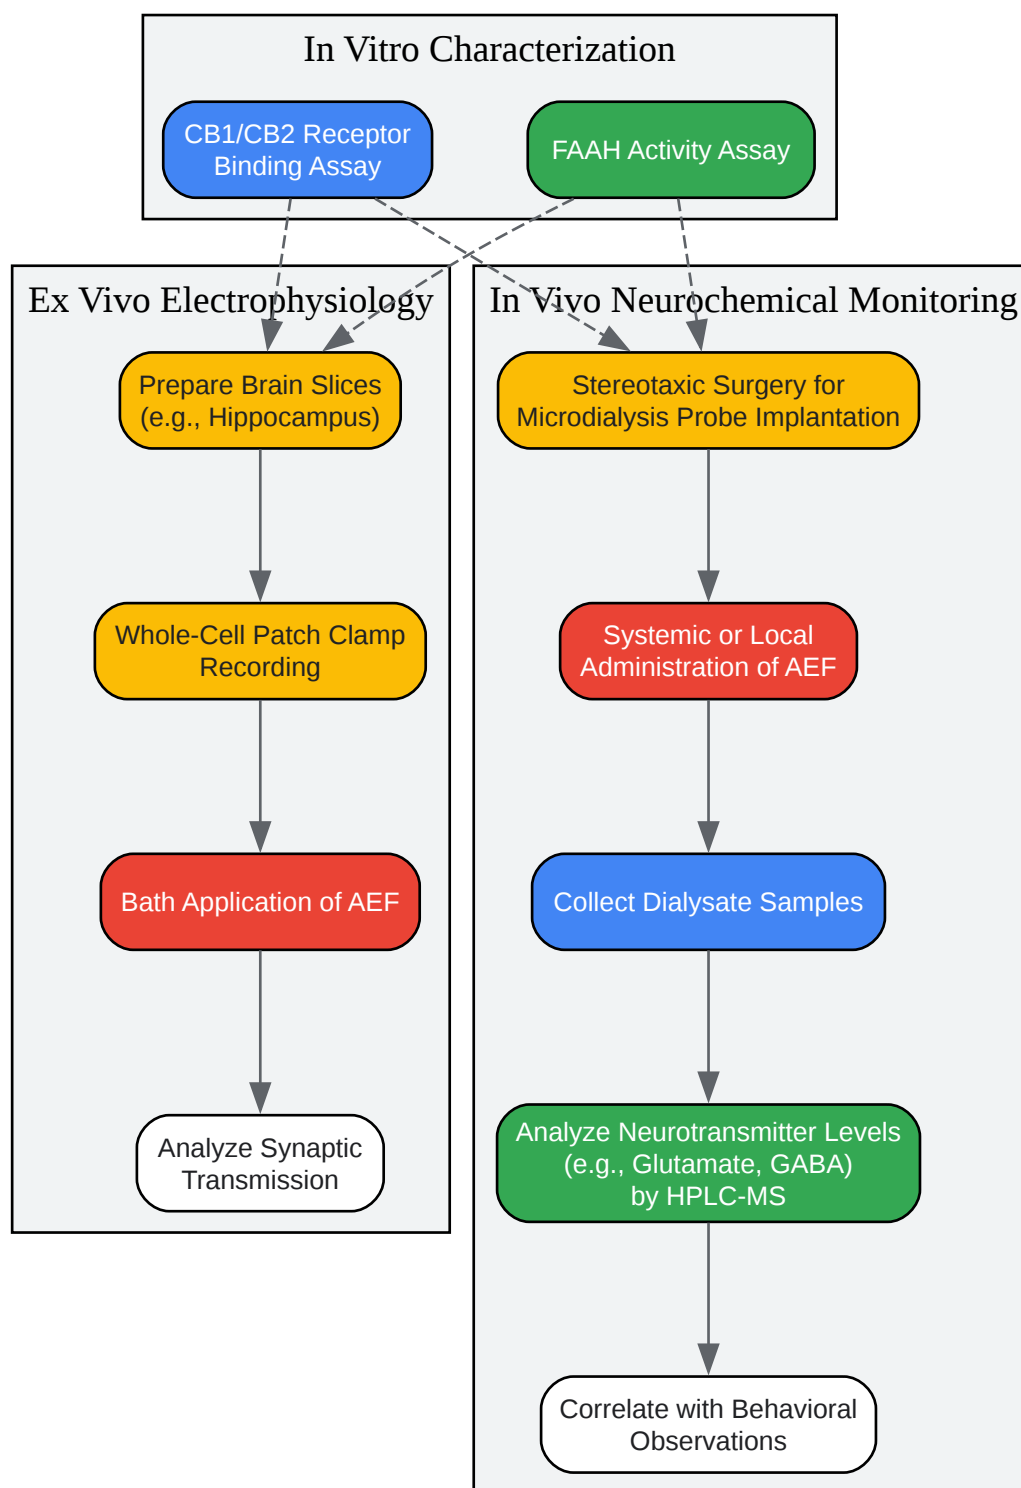 In Vitro Characterization
CB1/CB2 Receptor
Binding Assay
FAAH Activity Assay
Ex Vivo Electrophysiology
Prepare Brain Slices
(e.g., Hippocampus)
Whole-Cell Patch Clamp
Recording
Bath Application of AEF
Analyze Synaptic
Transmission
In Vivo Neurochemical Monitoring
Stereotaxic Surgery for
Microdialysis Probe Implantation
Systemic or Local
Administration of AEF
Collect Dialysate Samples
Analyze Neurotransmitter Levels
(e.g., Glutamate, GABA)
by HPLC-MS
Correlate with Behavioral
Observations